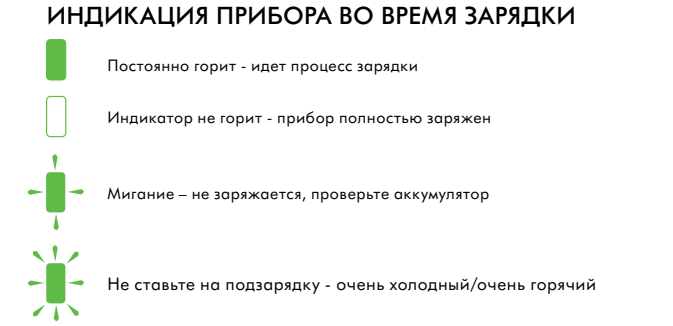 ИНДИКАЦИЯ ПРИБОРА ВО ВРЕМЯ ЗАРЯДКИ
Постоянно горит - идет процесс зарядки
Индикатор не горит - прибор полностью заряжен
Мигание – не заряжается, проверьте аккумулятор
Не ставьте на подзарядку - очень холодный/очень горячий